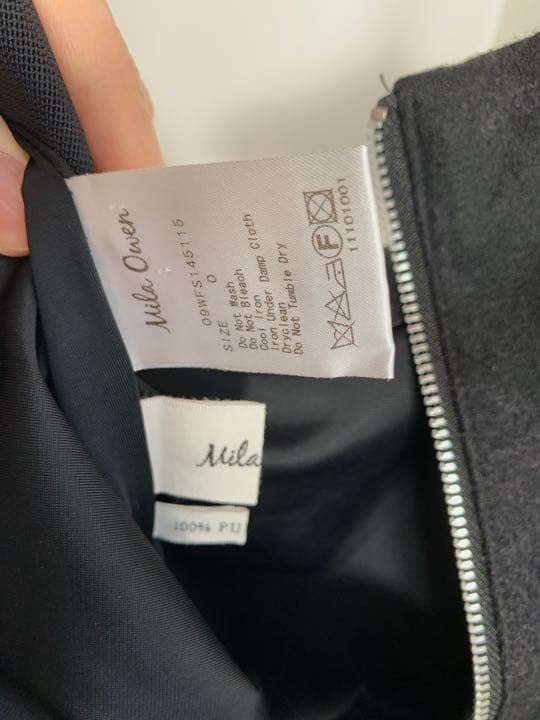 Mila Owen
09WFS145115
SIZE 0
Do Not Wash
Do Not Bleach
Cool Iron
Iron Under Damp Cloth
Dryclean
Do Not Tumble Dry
F
11101001
Mila
100% PU